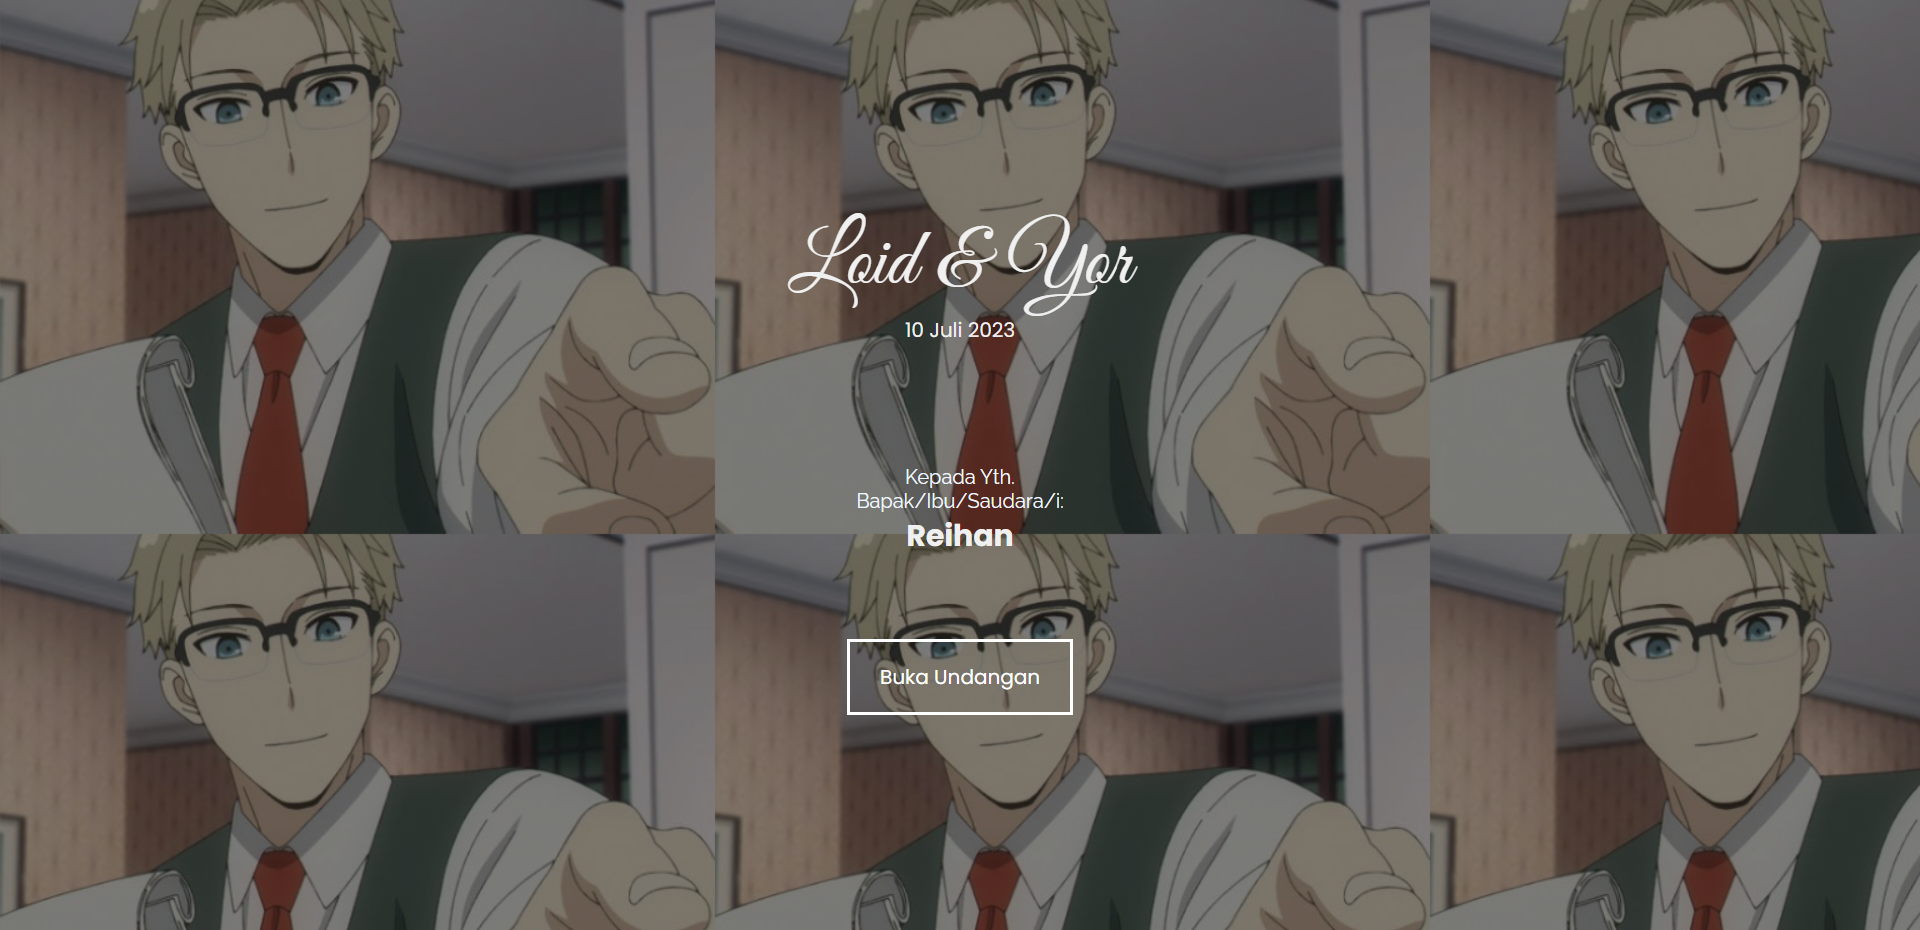 Loid & Yor
10 Juli 2023
Kepada Yth.
Bapak/Ibu/Saudara/i:
Reihan
Buka Undangan